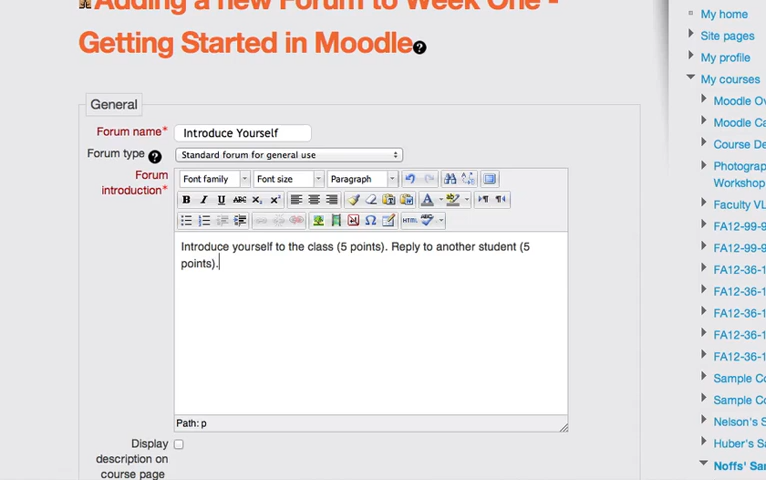 Adding a new Forum to Week One -
Getting Started in Moodle
General
Forum name*
Introduce Yourself
Forum type
Standard forum for general use
Forum
introduction*
Font family
Font size
Paragraph
B I U ABC
HTML
Introduce yourself to the class (5 points). Reply to another student (5
points).
Path: p
Display
description on
course page
My home
Site pages
My profile
My courses
Moodle Ov
Moodle Ca
Course De
Photograp
Workshop
Faculty VL
FA12-99-9
FA12-99-9
FA12-36-1
FA12-36-1
FA12-36-1
FA12-36-1
FA12-36-1
Sample Co
Sample Co
Nelson's S
Huber's Sa
Noffs' Sar